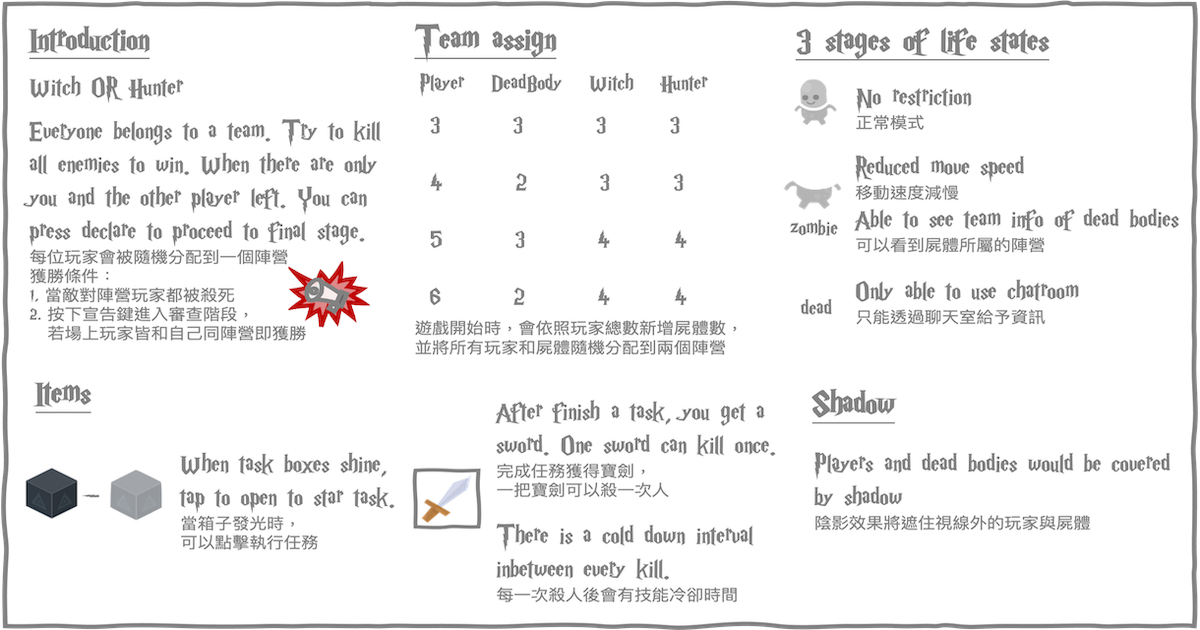 Introduction
Witch OR Hunter
Everyone belongs to a team. Try to kill
all enemies to win. When there are only
you and the other player left. You can
press declare to proceed to final stage.
每位玩家會被隨機分配到一個陣營
獲勝條件：
1. 當敵對陣營玩家都被殺死
2. 按下宣告鍵進入審查階段，
若場上玩家皆和自己同陣營即獲勝
Team assign
Player DeadBody Witch Hunter
3 3 3 3
4 2 3 3
5 3 4 4
6 2 4 4
遊戲開始時，會依照玩家總數新增屍體數，
並將所有玩家和屍體隨機分配到兩個陣營
3 stages of life states
No restriction
正常模式
Reduced move speed
移動速度減慢
zombie
Able to see team info of dead bodies
可以看到屍體所屬的陣營
dead
Only able to use chatroom
只能透過聊天室給予資訊
Items
When task boxes shine,
tap to open to star task.
當箱子發光時，
可以點擊執行任務
After finish a task, you get a
sword. One sword can kill once.
完成任務獲得寶劍，
一把寶劍可以殺一次人
There is a cold down interval
inbetween every kill.
每一次殺人後會有技能冷卻時間
Shadow
Players and dead bodies would be covered
by shadow
陰影效果將遮住視線外的玩家與屍體